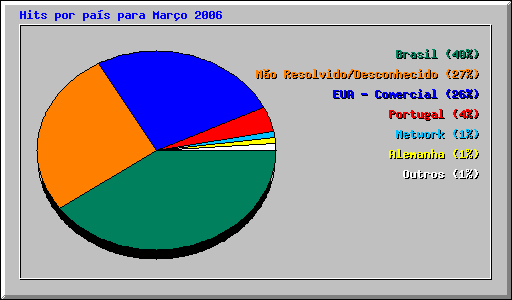 Hits por país para Março 2006
Brasil (40%)
Não Resolvido/Desconhecido (27%)
EUA - Comercial (26%)
Portugal (4%)
Network (1%)
Alemanha (1%)
Outros (1%)